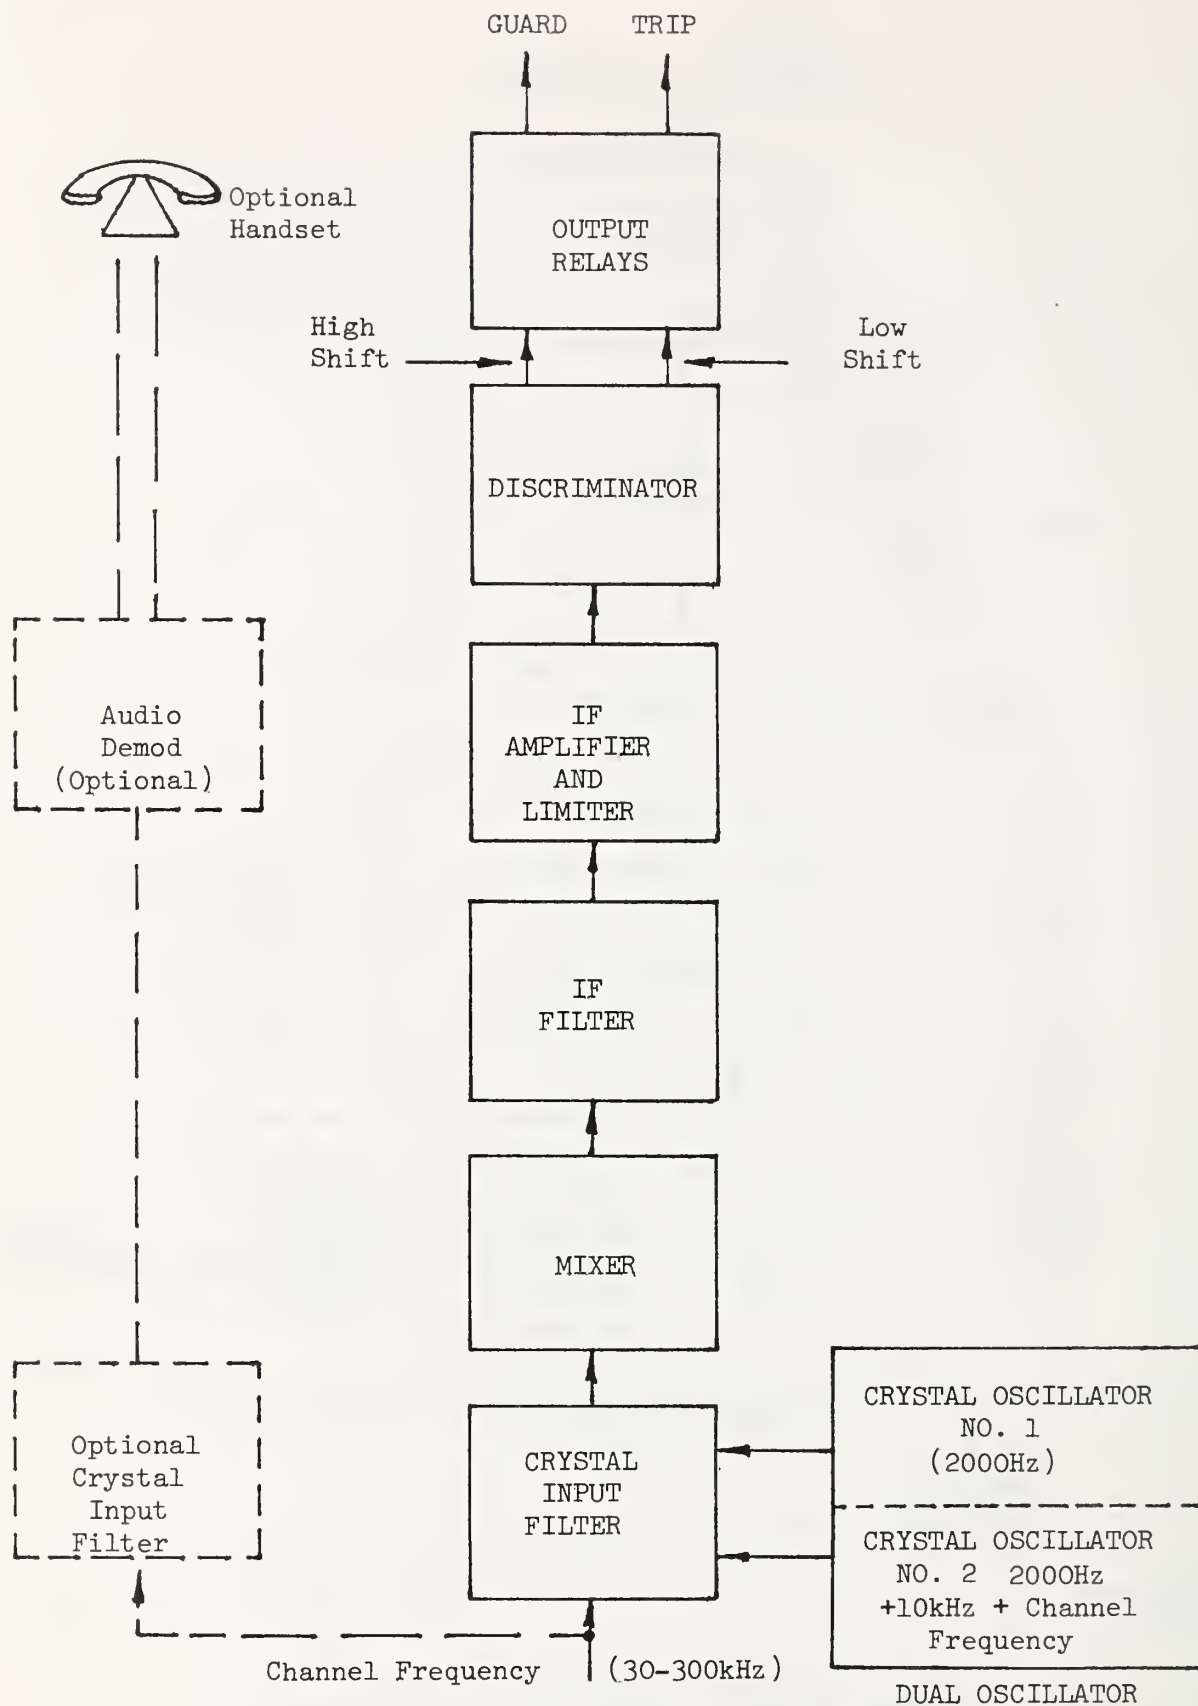 GUARD
TRIP
Optional
Handset
OUTPUT
RELAYS
High
Shift
Low
Shift
DISCRIMINATOR
Audio
Demod
(Optional)
IF
AMPLIFIER
AND
LIMITER
IF
FILTER
MIXER
Optional
Crystal
Input
Filter
CRYSTAL
INPUT
FILTER
CRYSTAL OSCILLATOR
NO. 1
(2000Hz)
CRYSTAL OSCILLATOR
NO. 2 2000Hz
+10kHz + Channel
Frequency
Channel Frequency
(30-300kHz)
DUAL OSCILLATOR